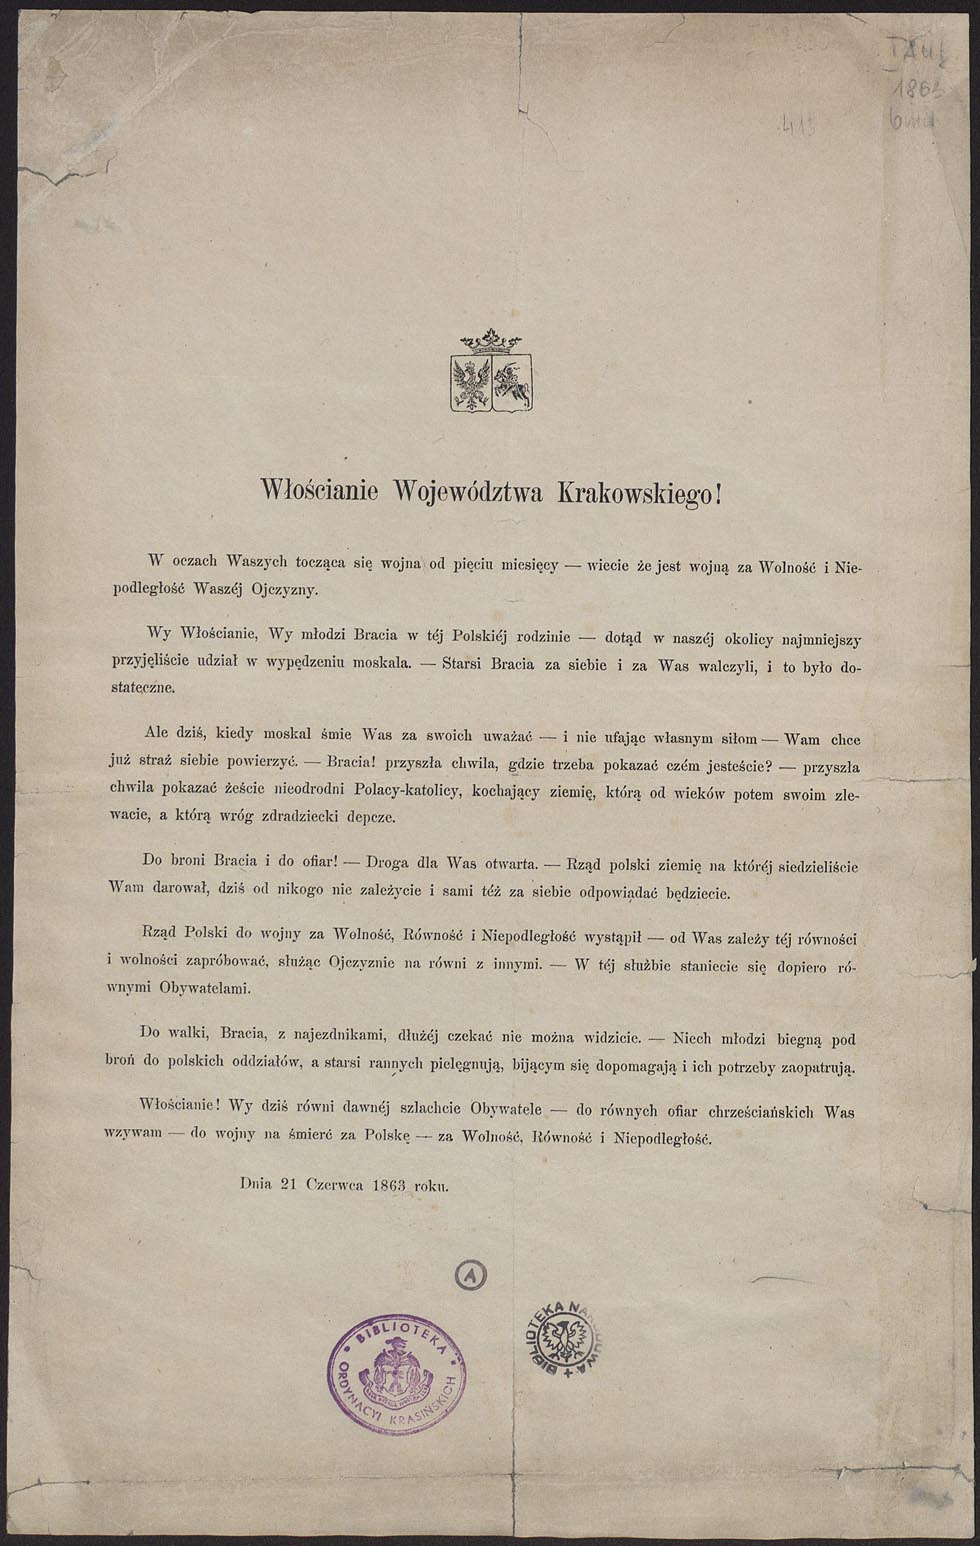 1863
413
Włościanie Województwa Krakowskiego!
W oczach Waszych tocząca się wojna od pięciu miesięcy — wiecie że jest wojną za Wolność i Nie-
podległość Waszéj Ojczyzny.
Wy Włościanie, Wy młodzi Bracia w téj Polskiéj rodzinie — dotąd w naszéj okolicy najmniejszy
przyjęliście udział w wypędzeniu moskala. — Starsi Bracia za siebie i za Was walczyli, i to było do-
stateczne.
Ale dziś, kiedy moskal śmie Was za swoich uważać — i nie ufając własnym siłom — Wam chce
już straż siebie powierzyć. — Bracia! przyszła chwila, gdzie trzeba pokazać czém jesteście? — przyszła
chwila pokazać żeście nieodrodni Polacy-katolicy, kochający ziemię, którą od wieków potem swoim zle-
wacie, a którą wróg zdradziecki depcze.
Do broni Bracia i do ofiar! — Droga dla Was otwarta. — Rząd polski ziemię na któréj siedzieliście
Wam darował, dziś od nikogo nie zależycie i sami téż za siebie odpowiadać będziecie.
Rząd Polski do wojny za Wolność, Równość i Niepodległość wystąpił — od Was zależy téj równości
i wolności zapróbować, służąc Ojczyznie na równi z innymi. — W téj służbie staniecie się dopiero ró-
wnymi Obywatelami.
Do walki, Bracia, z najezdnikami, dłużéj czekać nie można widzicie. — Niech młodzi biegną pod
broń do polskich oddziałów, a starsi rannych pielęgnują, bijącym się dopomagają i ich potrzeby zaopatrują.
Włościanie! Wy dziś równi dawnéj szlachcie Obywatele — do równych ofiar chrześciańskich Was
wzywam — do wojny na śmierć za Polskę — za Wolność, Równość i Niepodległość.
Dnia 21 Czerwca 1863 roku.
A
BIBLIOTEKA
ORDYNACYI KRASIŃSKICH
BIBLIOTEKA NARODOWA